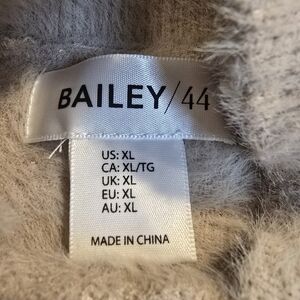 BAILEY/44
US: XL
CA: XL/TG
UK: XL
EU: XL
AU: XL
MADE IN CHINA